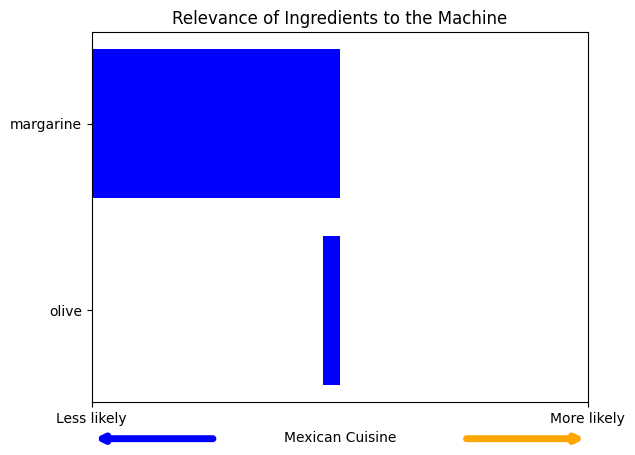 Relevance of Ingredients to the Machine
margarine
olive
Less likely
More likely
Mexican Cuisine